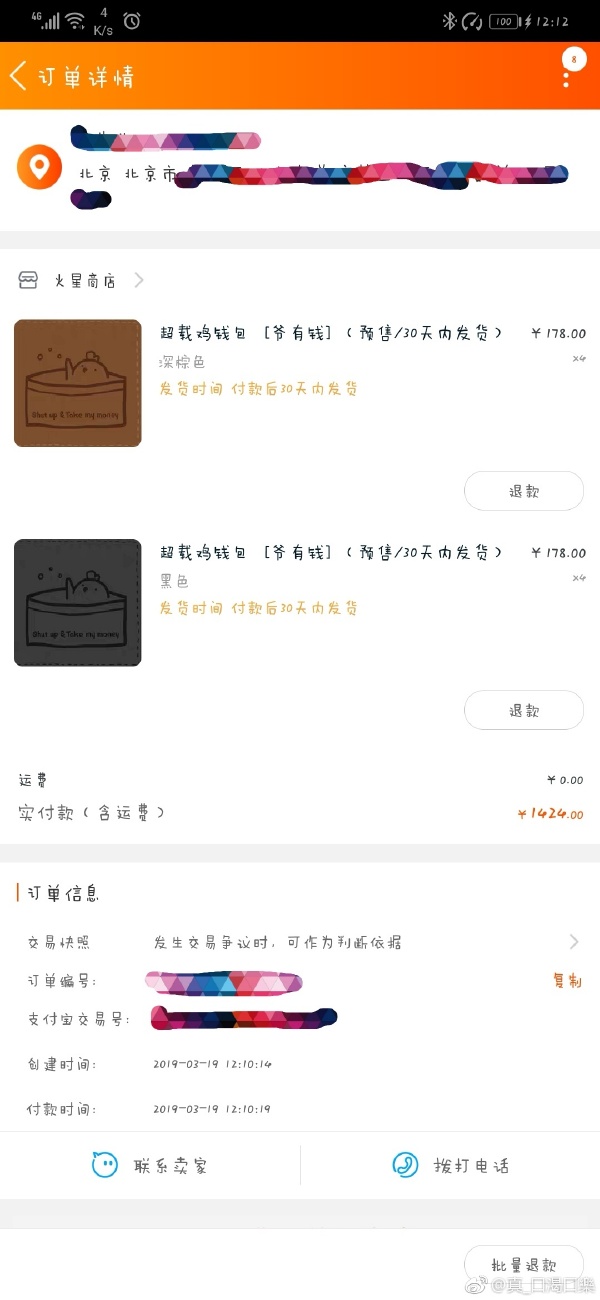 4G 4 K/s 100 12:12
订单详情
8
北京 北京市
火星商店
超载鸡钱包 [爷有钱]（预售/30天内发货） ￥178.00
深棕色 x4
发货时间 付款后30天内发货
Shut up & Take my money
退款
超载鸡钱包 [爷有钱]（预售/30天内发货） ￥178.00
黑色 x4
发货时间 付款后30天内发货
Shut up & Take my money
退款
运费 ￥0.00
实付款（含运费） ￥1424.00
订单信息
交易快照 发生交易争议时，可作为判断依据
订单编号: 复制
支付宝交易号:
创建时间: 2019-03-19 12:10:14
付款时间: 2019-03-19 12:10:19
联系卖家 拨打电话
批量退款
@真_口渴口樂